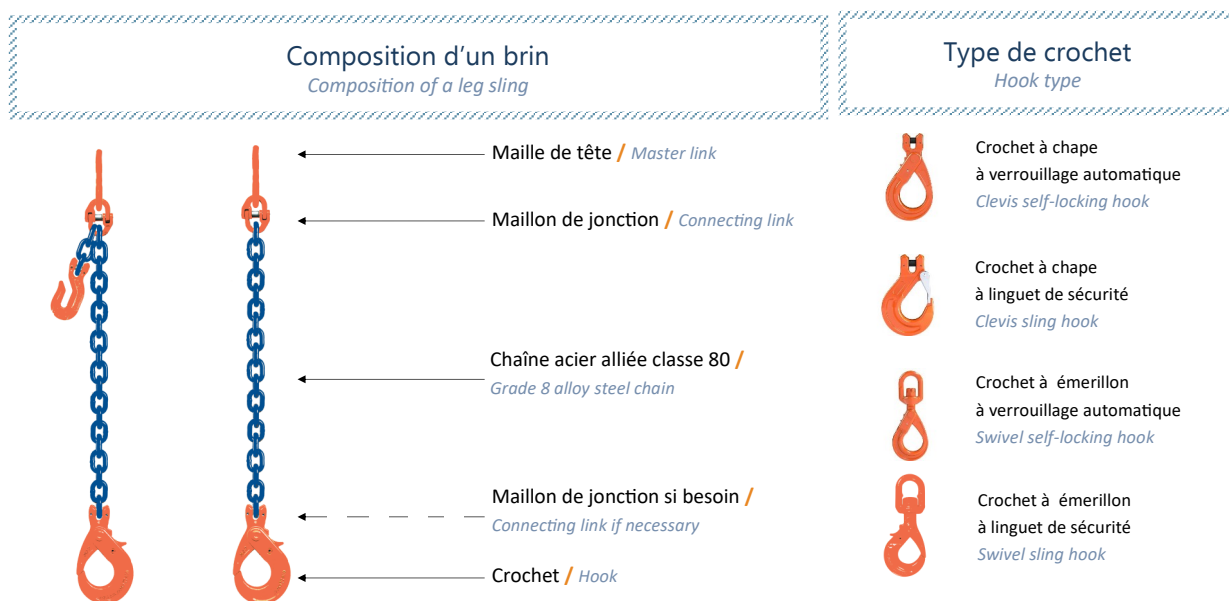 Composition d'un brin
Composition of a leg sling
Maille de tête / Master link
Maillon de jonction / Connecting link
Chaîne acier alliée classe 80 /
Grade 8 alloy steel chain
Maillon de jonction si besoin /
Connecting link if necessary
Crochet / Hook
Type de crochet
Hook type
Crochet à chape
à verrouillage automatique
Clevis self-locking hook
Crochet à chape
à linguet de sécurité
Clevis sling hook
Crochet à émerillon
à verrouillage automatique
Swivel self-locking hook
Crochet à émerillon
à linguet de sécurité
Swivel sling hook